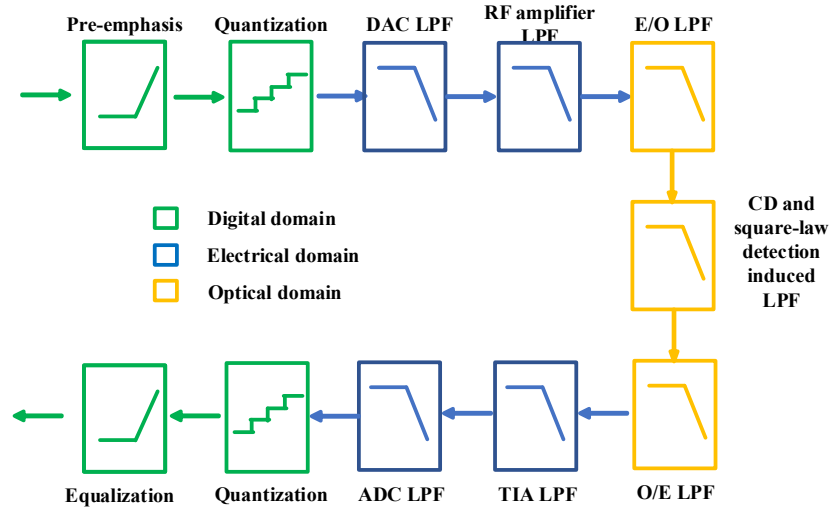 Pre-emphasis
Quantization
DAC LPF
RF amplifier
LPF
E/O LPF
CD and
square-law
detection
induced
LPF
Digital domain
Electrical domain
Optical domain
Equalization
Quantization
ADC LPF
TIA LPF
O/E LPF